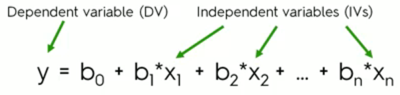 Dependent variable (DV) Independent variables (IVs)
y = b₀ + b₁*x₁ + b₂*x₂ + ... + bₙ*xₙ